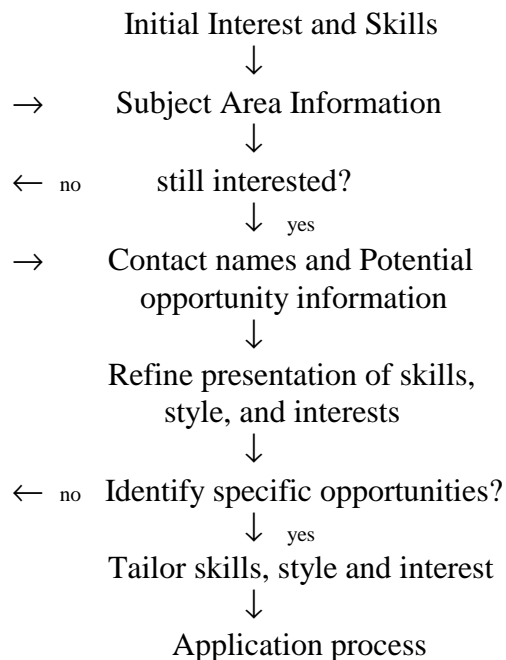 Initial Interest and Skills
↓
→ Subject Area Information
↓
← no still interested?
↓ yes
→ Contact names and Potential
opportunity information
↓
Refine presentation of skills,
style, and interests
↓
← no Identify specific opportunities?
↓ yes
Tailor skills, style and interest
↓
Application process